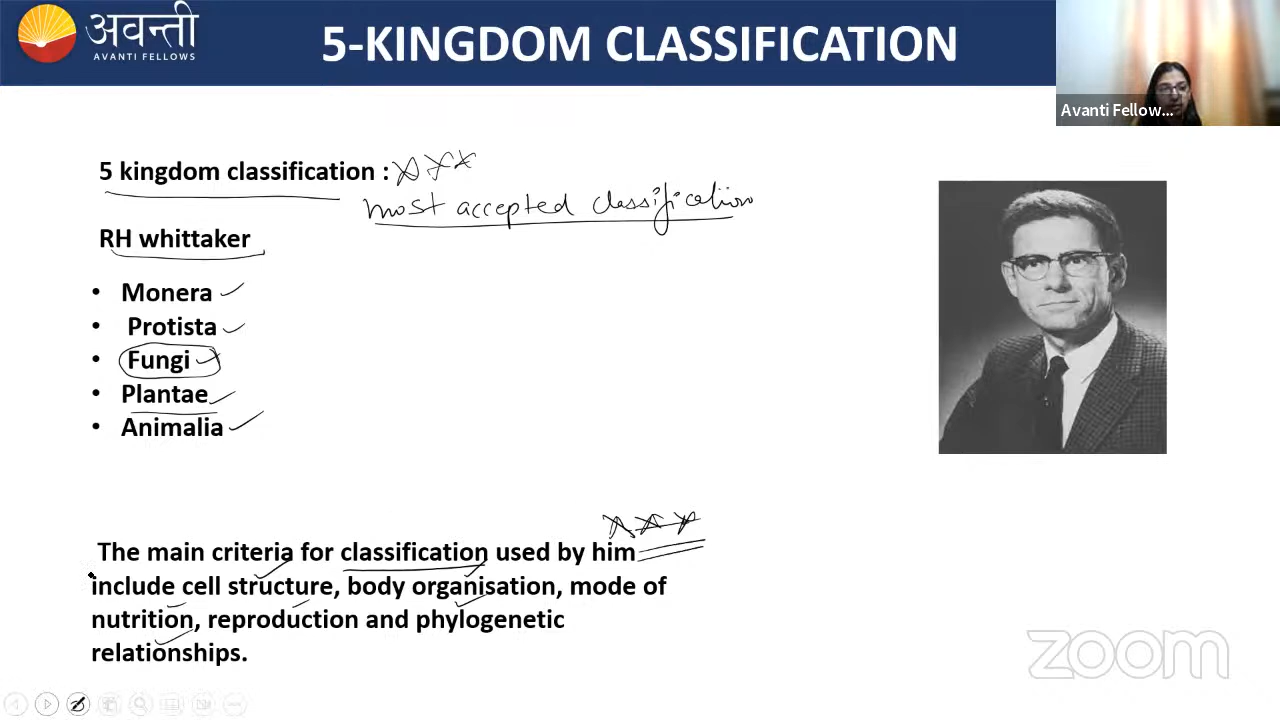 अवन्ती
AVANTI FELLOWS
5-KINGDOM CLASSIFICATION
Avanti Fellow...
5 kingdom classification :
most accepted classification
RH whittaker
• Monera
• Protista
• Fungi
• Plantae
• Animalia
The main criteria for classification used by him
include cell structure, body organisation, mode of
nutrition, reproduction and phylogenetic
relationships.
zoom